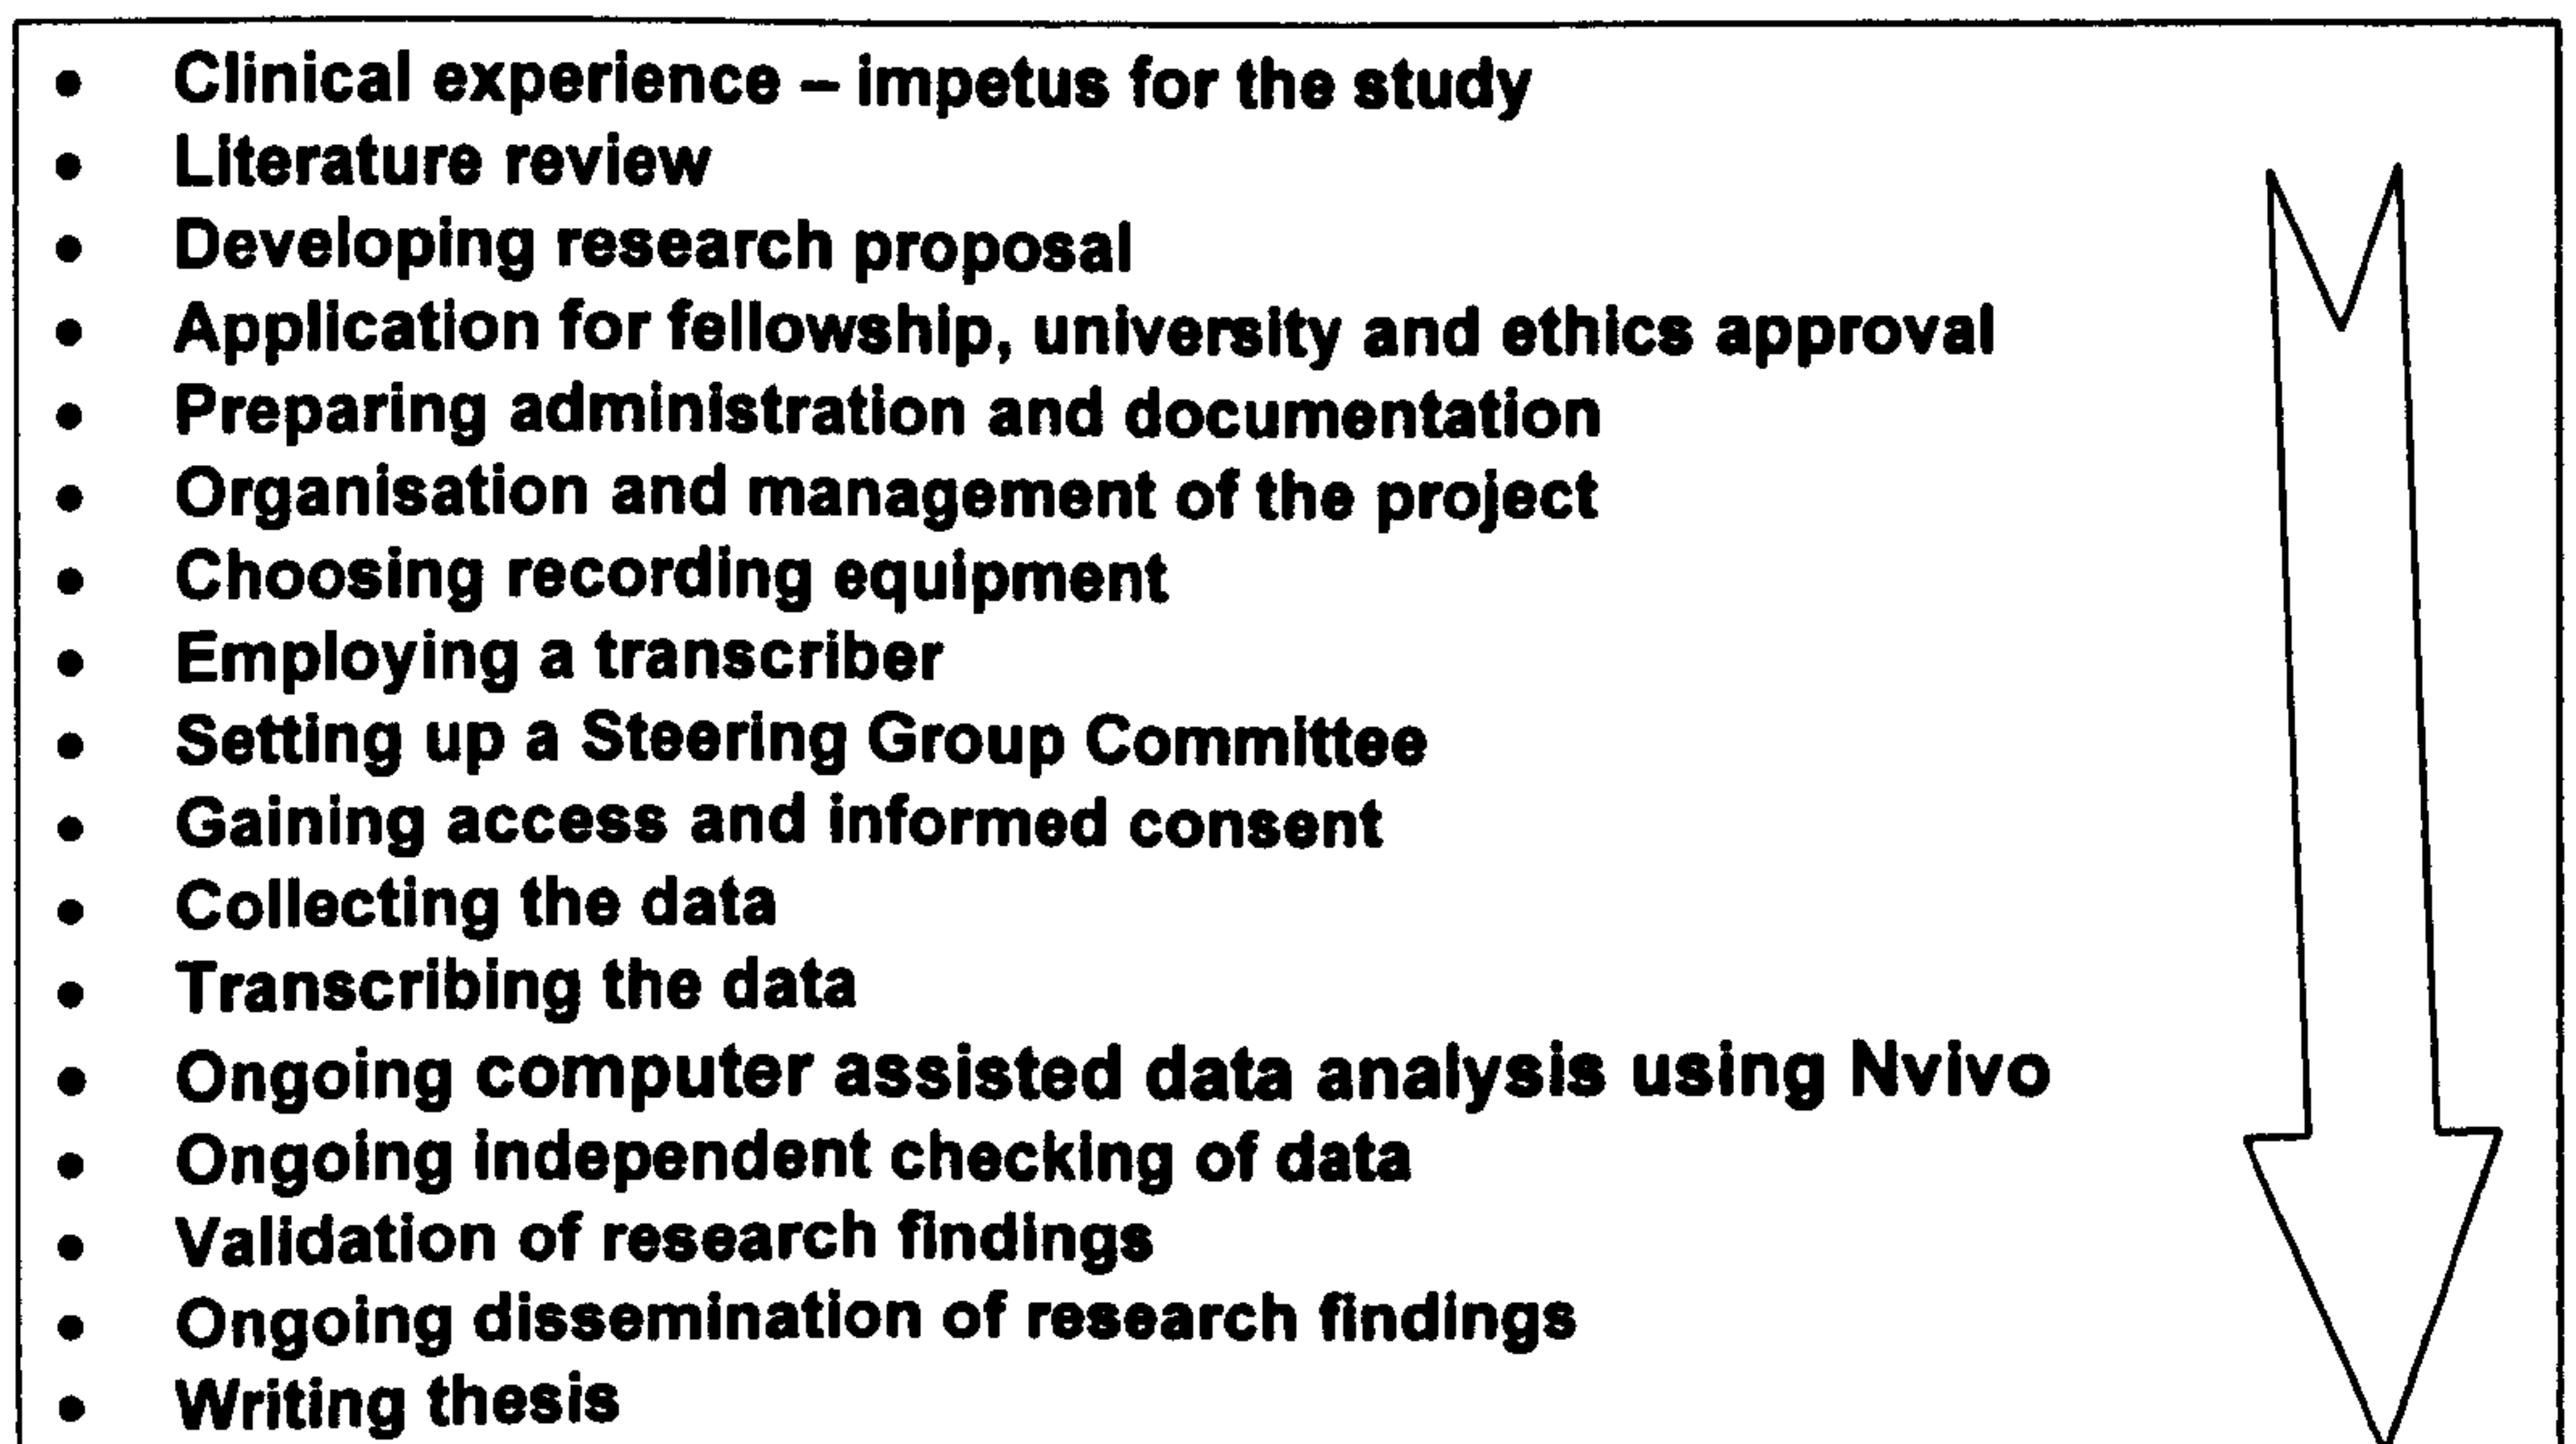 • Clinical experience – impetus for the study
• Literature review
• Developing research proposal
• Application for fellowship, university and ethics approval
• Preparing administration and documentation
• Organisation and management of the project
• Choosing recording equipment
• Employing a transcriber
• Setting up a Steering Group Committee
• Gaining access and informed consent
• Collecting the data
• Transcribing the data
• Ongoing computer assisted data analysis using Nvivo
• Ongoing independent checking of data
• Validation of research findings
• Ongoing dissemination of research findings
• Writing thesis